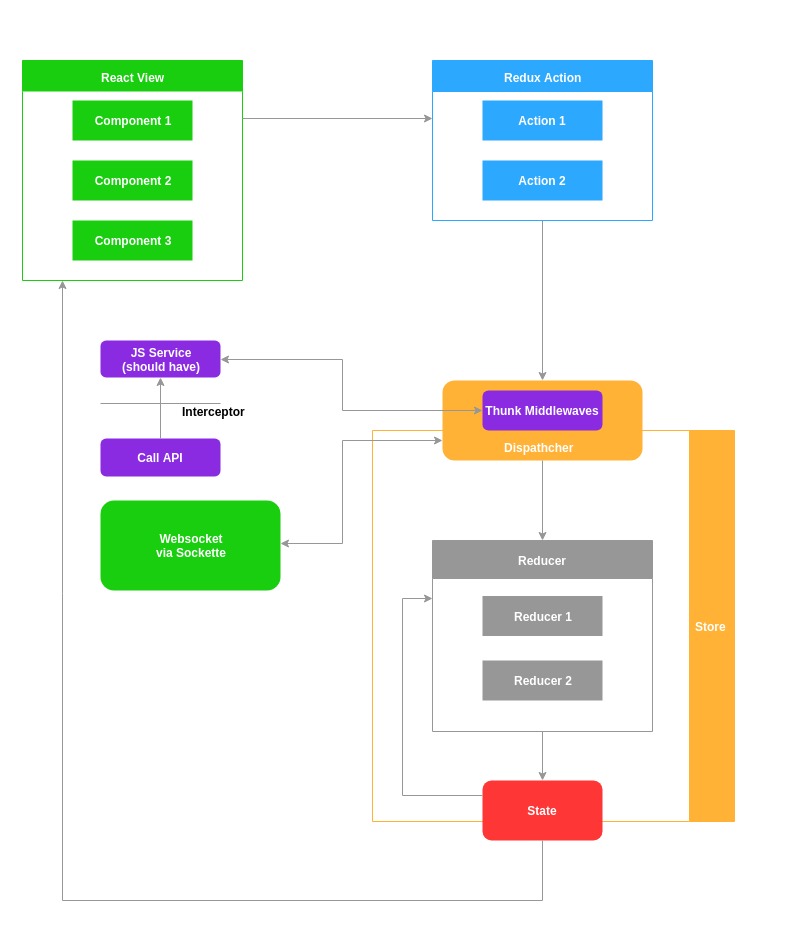 React View
Component 1
Component 2
Component 3
Redux Action
Action 1
Action 2
JS Service
(should have)
Interceptor
Call API
Websocket
via Sockette
Thunk Middlewaves
Dispathcher
Reducer
Reducer 1
Reducer 2
Store
State